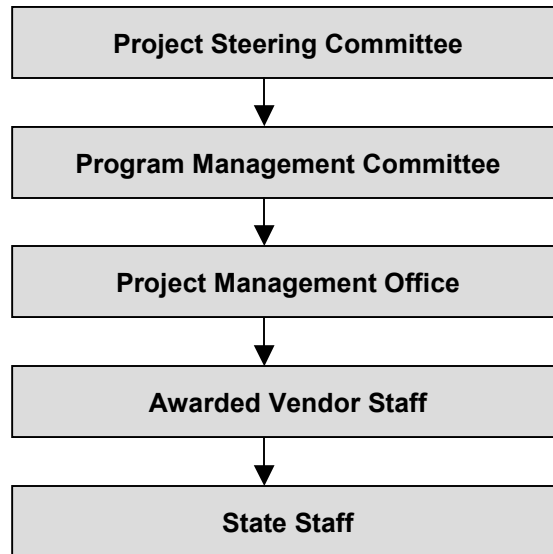 Project Steering Committee
Program Management Committee
Project Management Office
Awarded Vendor Staff
State Staff